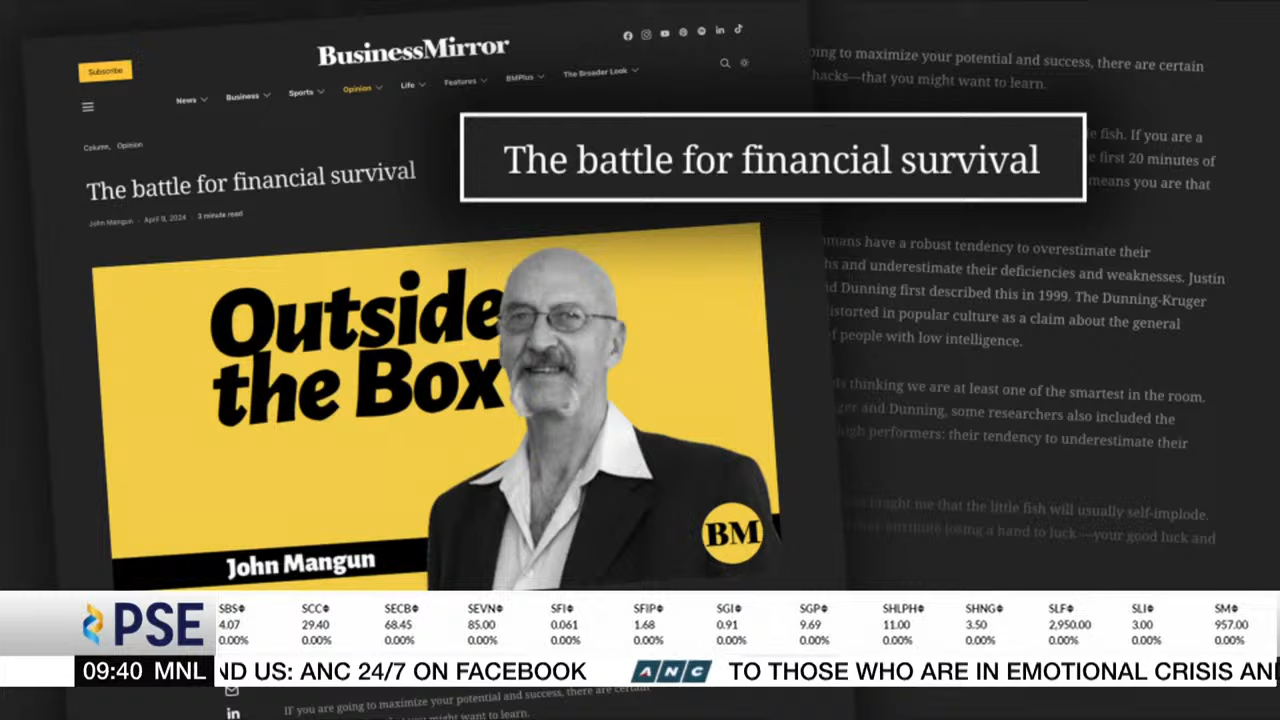 Subscribe
BusinessMirror
News
Business
Sports
Opinion
Life
Features
BMPlus
The Broader Look
Column, Opinion
The battle for financial survival
John Mangun · April 9, 2024 · 3 minute read
The battle for financial survival
Outside
the Box
John Mangun
BM
going to maximize your potential and success, there are certain
hacks—that you might want to learn.
le fish. If you are a
e first 20 minutes of
means you are that
umans have a robust tendency to overestimate their
hs and underestimate their deficiencies and weaknesses. Justin
id Dunning first described this in 1999. The Dunning-Kruger
istorted in popular culture as a claim about the general
f people with low intelligence.
ds thinking we are at least one of the smartest in the room.
ger and Dunning, some researchers also included the
high performers: their tendency to underestimate their
taught me that the little fish will usually self-implode.
attribute losing a hand to luck—your good luck and
PSE
SBS SCC SECB SEVN SFI SFIP SGI SGP SHLPH SHNG SLF SLI SM
4.07 29.40 68.45 85.00 0.061 1.68 0.91 9.69 11.00 3.50 2,950.00 3.00 957.00
0.00% 0.00% 0.00% 0.00% 0.00% 0.00% 0.00% 0.00% 0.00% 0.00% 0.00% 0.00% 0.00%
09:40 MNL
ND US: ANC 24/7 ON FACEBOOK ANC TO THOSE WHO ARE IN EMOTIONAL CRISIS AN
IF you are going to maximize your potential and success, there are certain
that you might want to learn.